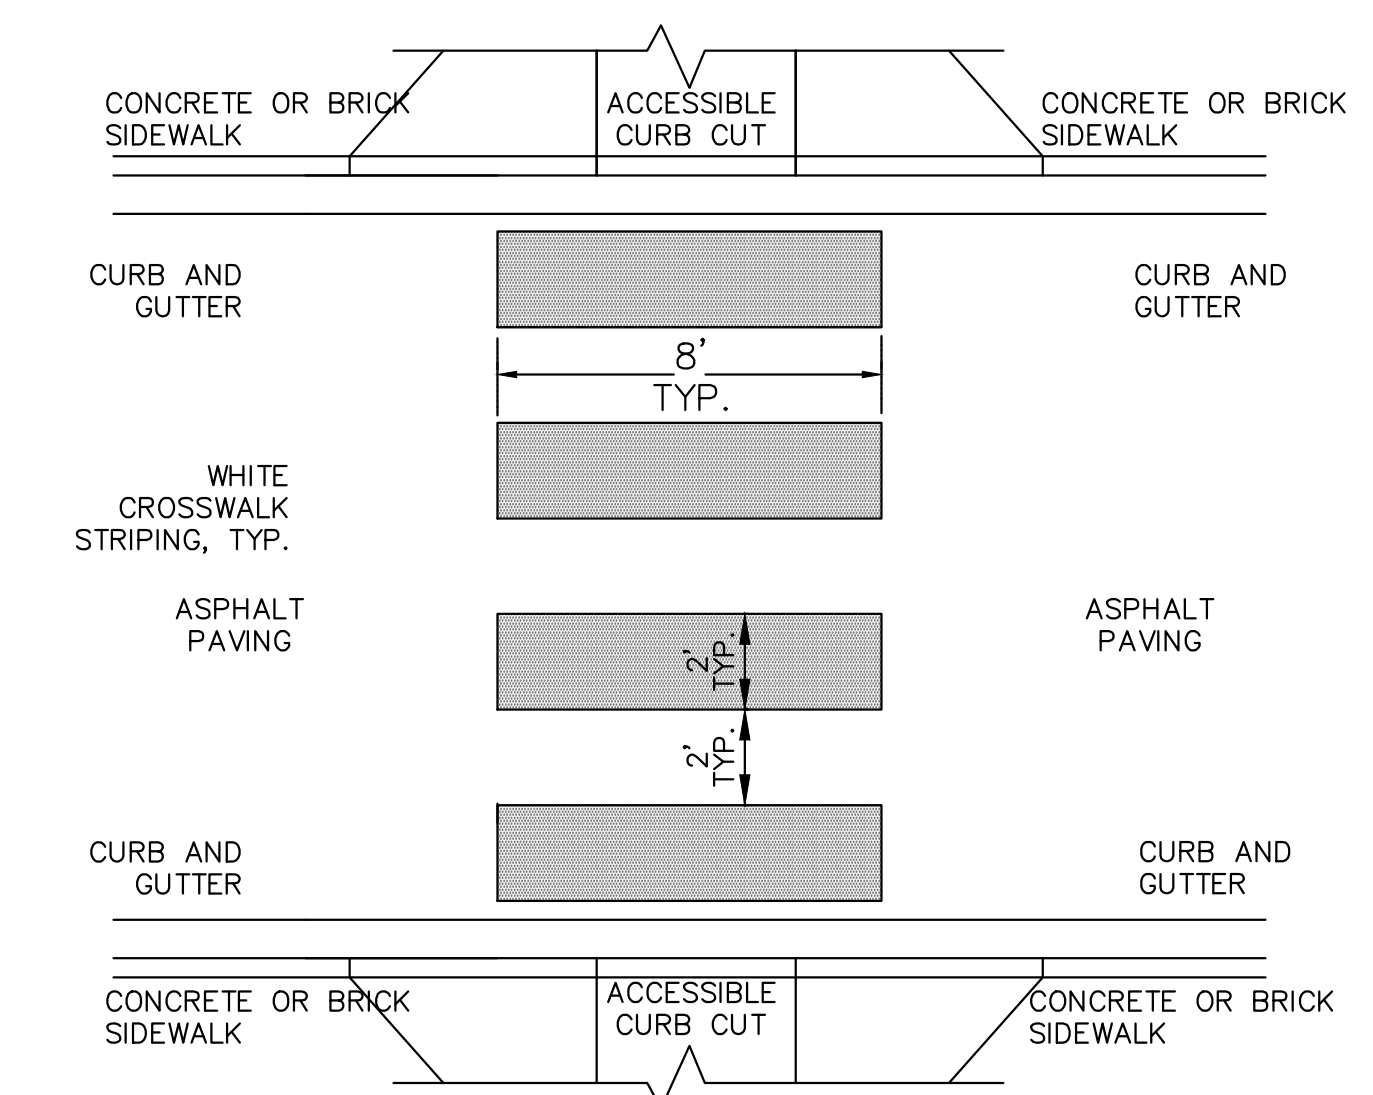 CONCRETE OR BRICK
SIDEWALK
ACCESSIBLE
CURB CUT
CONCRETE OR BRICK
SIDEWALK
CURB AND
GUTTER
CURB AND
GUTTER
8'
TYP.
WHITE
CROSSWALK
STRIPING, TYP.
ASPHALT
PAVING
2'
TYP.
ASPHALT
PAVING
2'
TYP.
CURB AND
GUTTER
CURB AND
GUTTER
CONCRETE OR BRICK
SIDEWALK
ACCESSIBLE
CURB CUT
CONCRETE OR BRICK
SIDEWALK